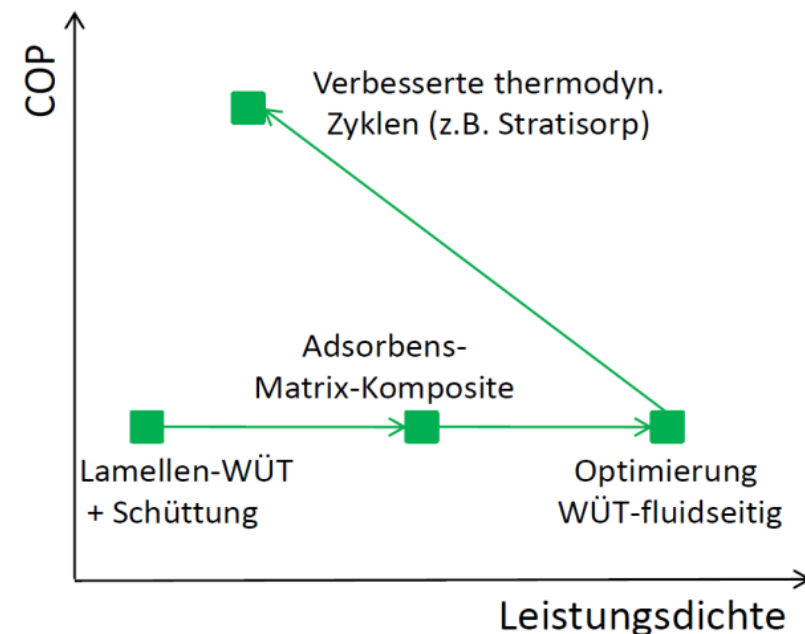 COP
Verbesserte thermodyn.
Zyklen (z.B. Stratisorp)
Adsorbens-
Matrix-Komposite
Lamellen-WÜT
+ Schüttung
Optimierung
WÜT-fluidseitig
Leistungsdichte